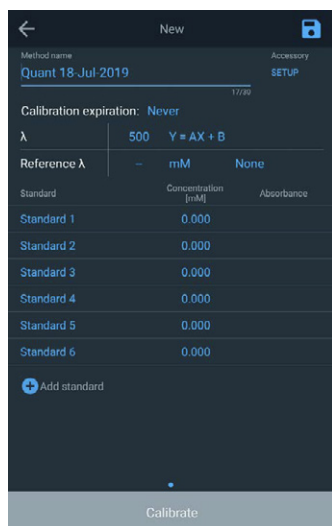 New
Method name
Accessory
Quant 18-Jul-2019
SETUP
17/30
Calibration expiration: Never
λ 500 Y = AX + B
Reference λ – mM None
Standard Concentration [mM] Absorbance
Standard 1 0.000
Standard 2 0.000
Standard 3 0.000
Standard 4 0.000
Standard 5 0.000
Standard 6 0.000
Add standard
Calibrate